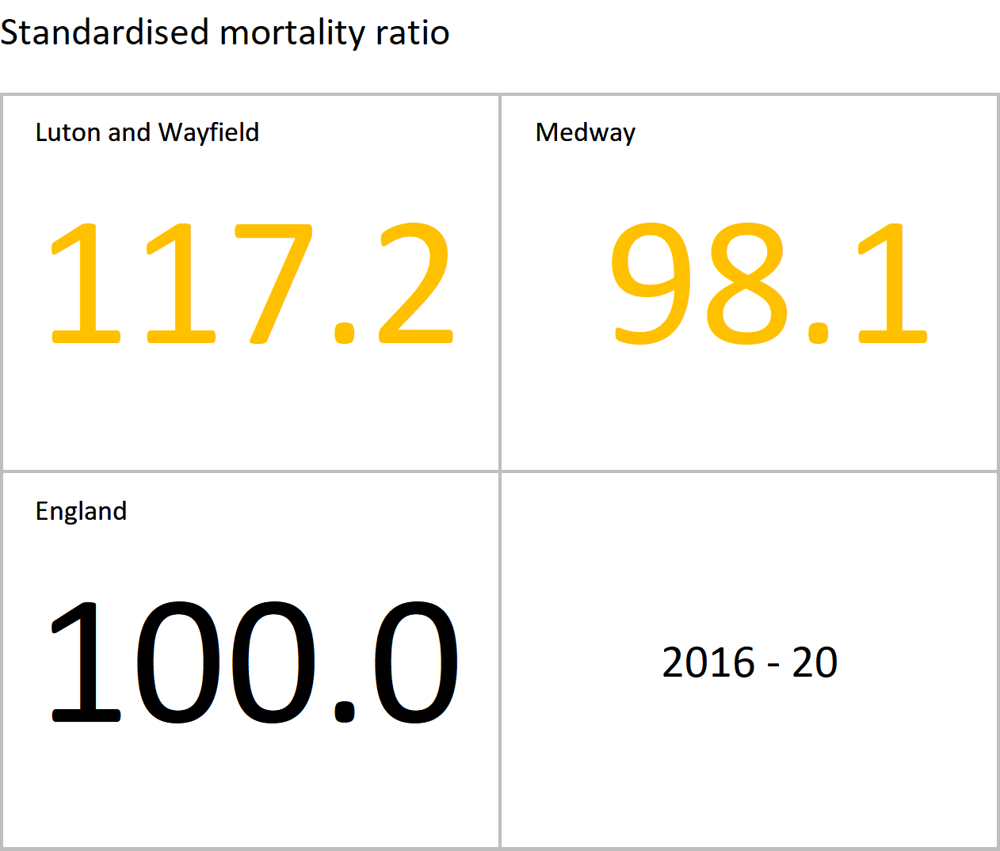 Standardised mortality ratio
Luton and Wayfield
117.2
Medway
98.1
England
100.0
2016 - 20